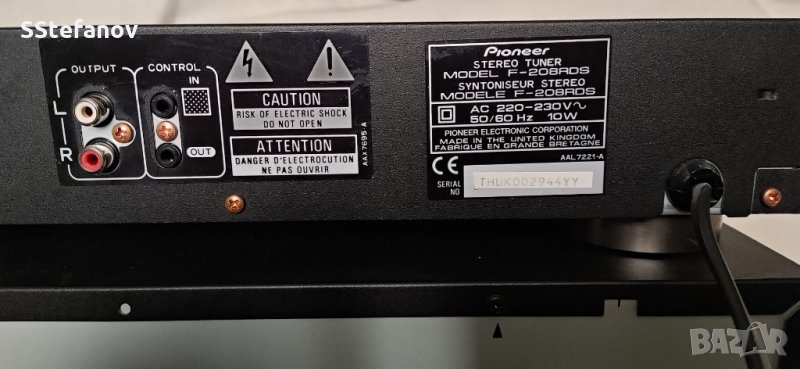 SStefanov
OUTPUT
CONTROL
IN
L
R
OUT
CAUTION
RISK OF ELECTRIC SHOCK
DO NOT OPEN
ATTENTION
DANGER D'ELECTROCUTION
NE PAS OUVRIR
AAX7695 A
Pioneer
STEREO TUNER
MODEL F-208RDS
SYNTONISEUR STEREO
MODELE F-208RDS
AC 220-230V~
50/60 Hz 10W
PIONEER ELECTRONIC CORPORATION
MADE IN THE UNITED KINGDOM
FABRIQUE EN GRANDE BRETAGNE
CE
AAL7221-A
SERIAL
NO
THUK002944YY
BAZAR